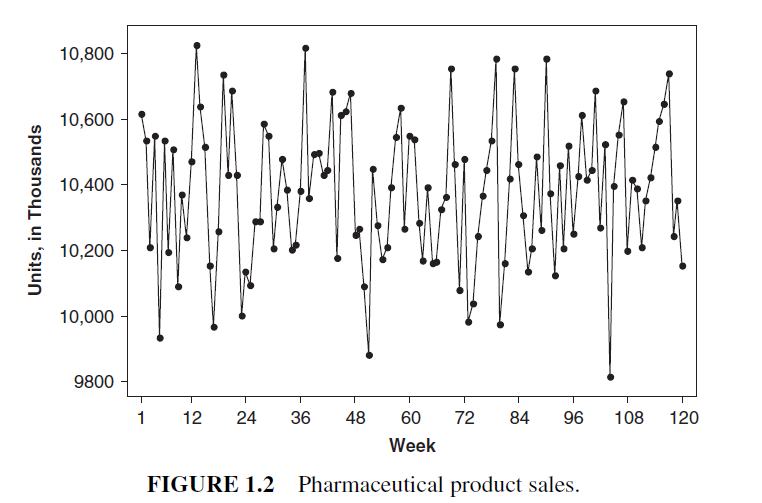 10,800
10,600
10,400
10,200
10,000
9800
Units, in Thousands
1 12 24 36 48 60 72 84 96 108 120
Week
FIGURE 1.2 Pharmaceutical product sales.